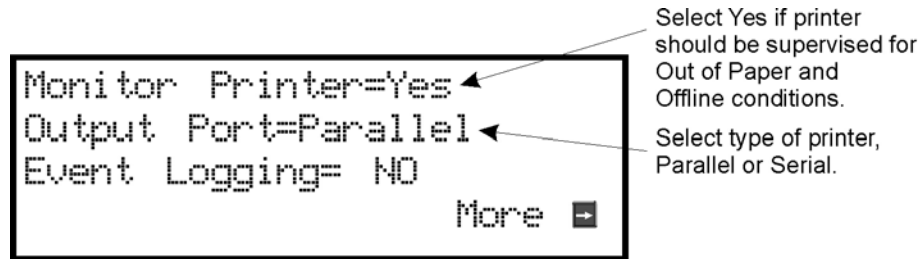 Monitor Printer=Yes
Output Port=Parallel
Event Logging= NO
More →
Select Yes if printer
should be supervised for
Out of Paper and
Offline conditions.
Select type of printer,
Parallel or Serial.